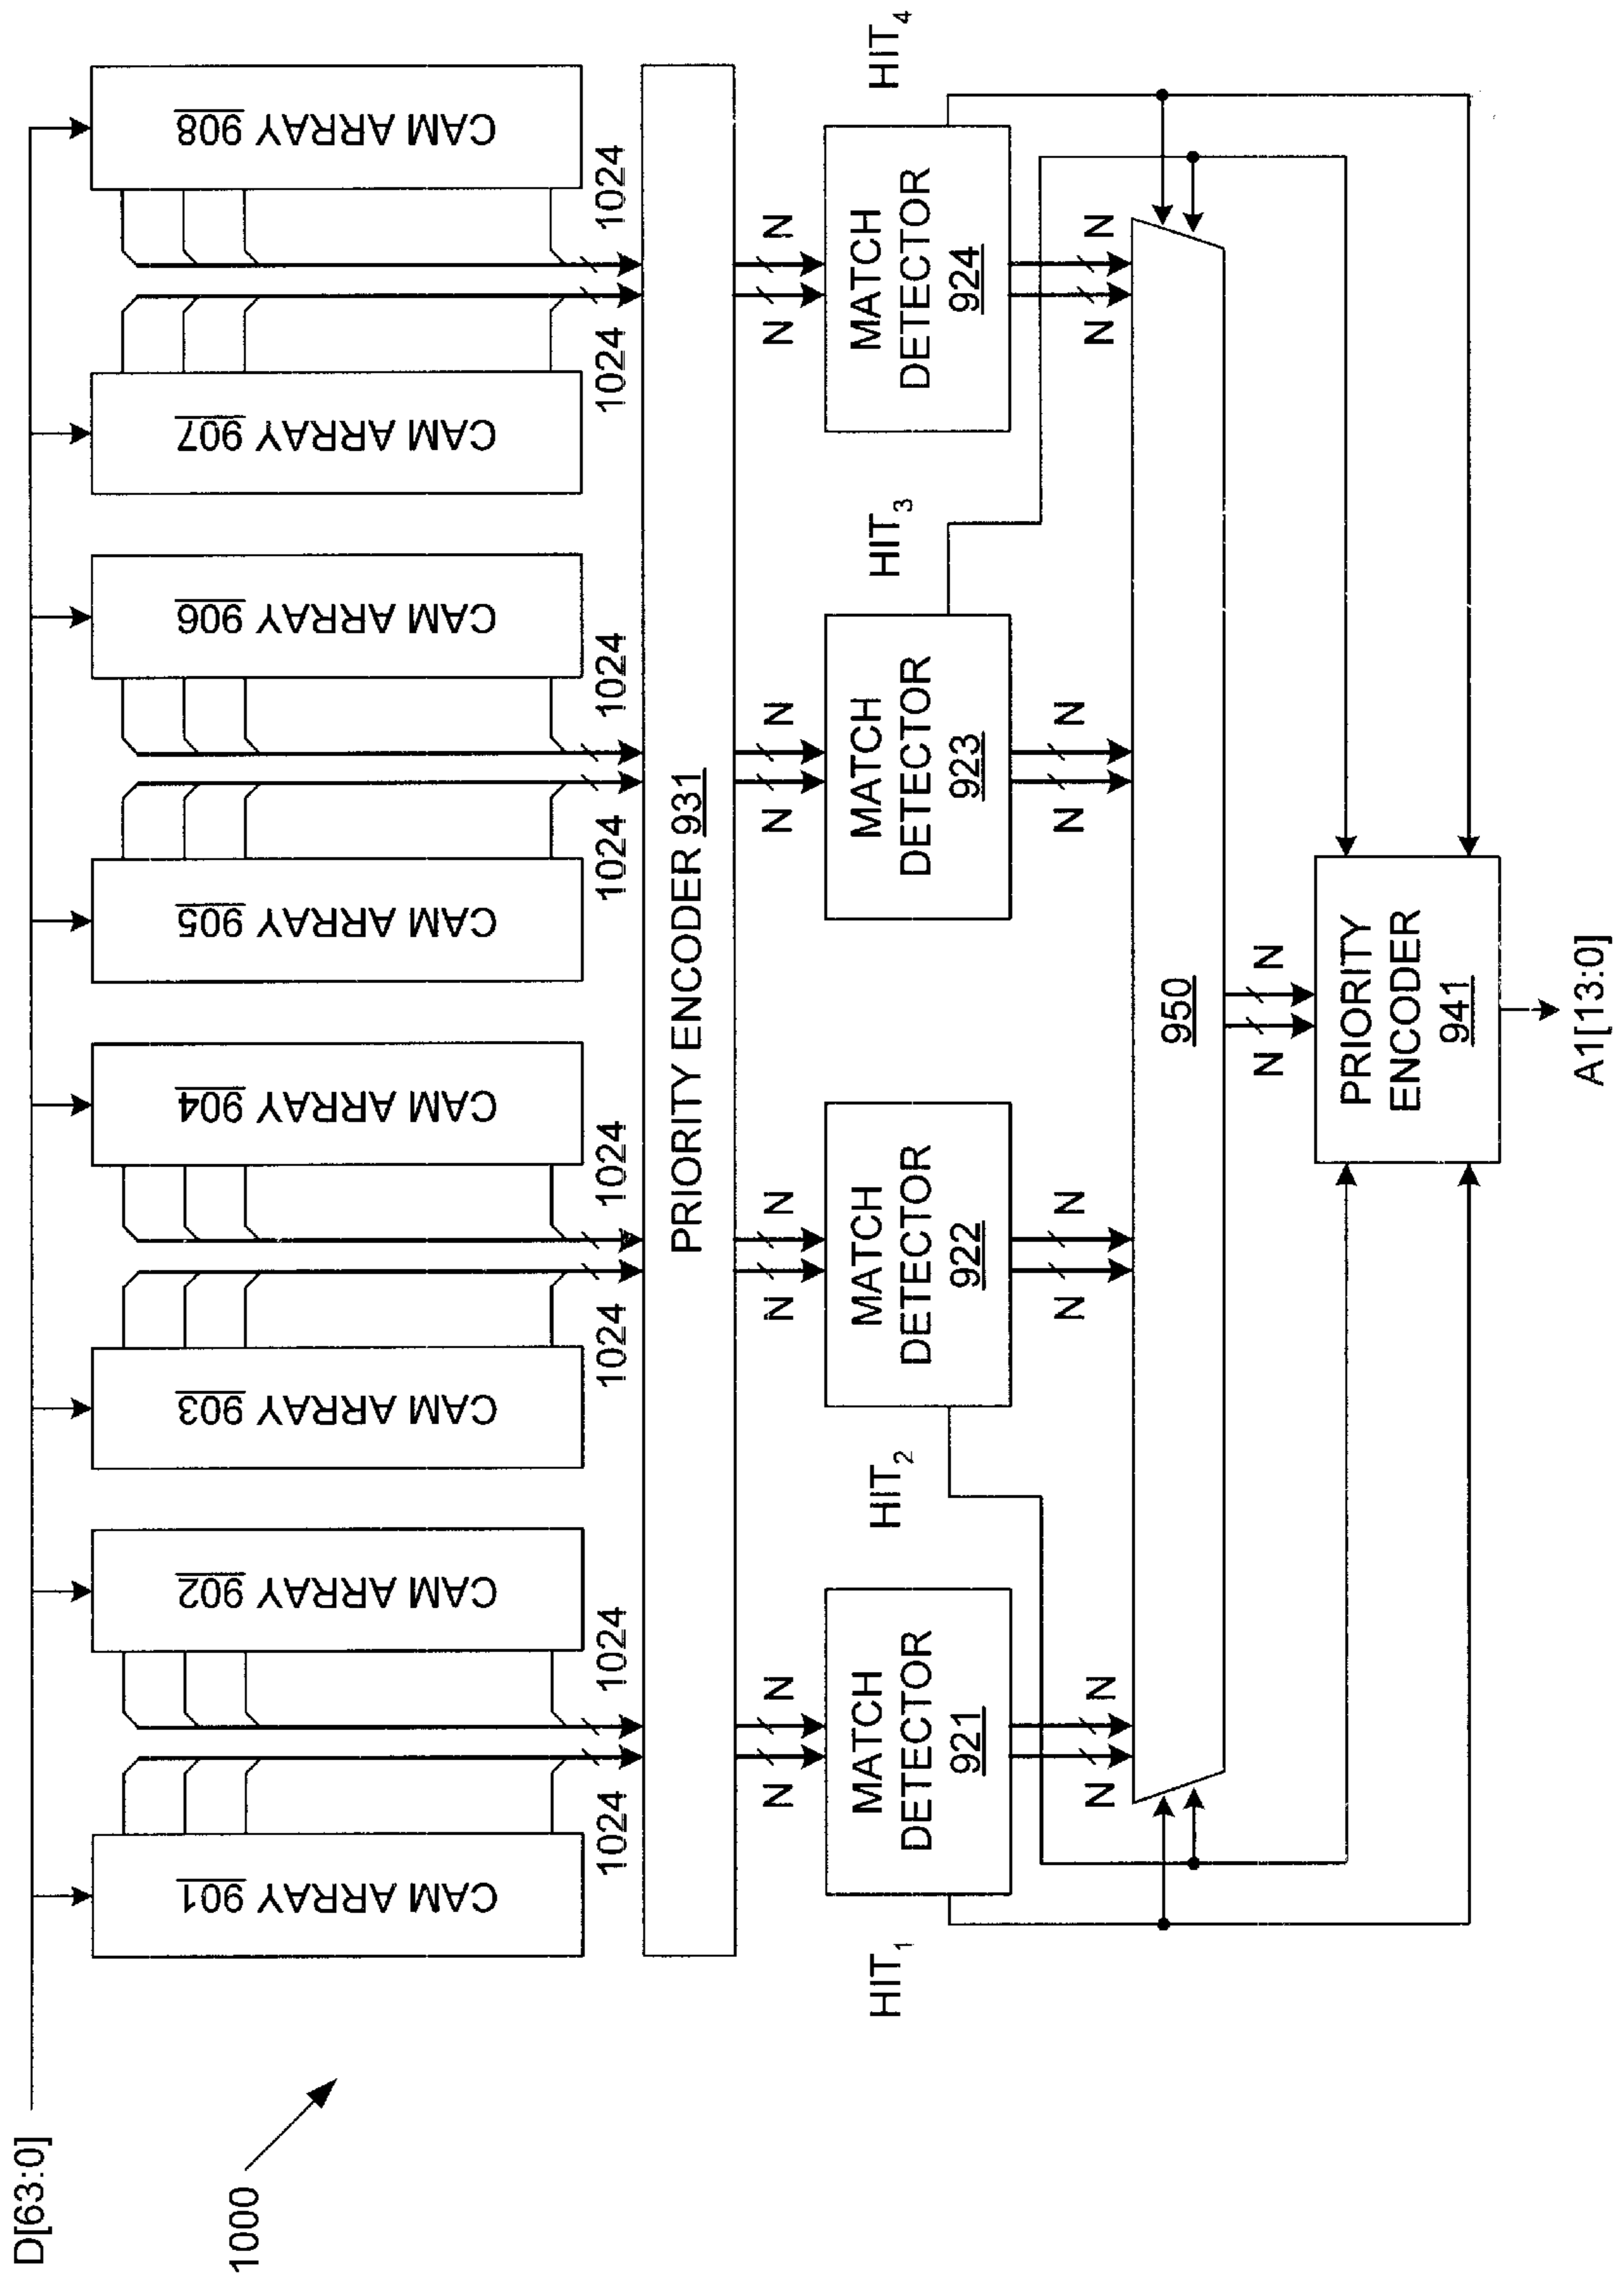 D[63:0]
1000
CAM ARRAY 901
CAM ARRAY 902
CAM ARRAY 903
CAM ARRAY 904
CAM ARRAY 905
CAM ARRAY 906
CAM ARRAY 907
CAM ARRAY 908
1024
1024
1024
1024
1024
1024
1024
1024
PRIORITY ENCODER 931
N
N
N
N
N
N
N
N
HIT1
MATCH
DETECTOR
921
HIT2
MATCH
DETECTOR
922
MATCH
DETECTOR
923
HIT3
MATCH
DETECTOR
924
HIT4
N
N
N
N
N
N
N
N
950
N
N
PRIORITY
ENCODER
941
A1[13:0]